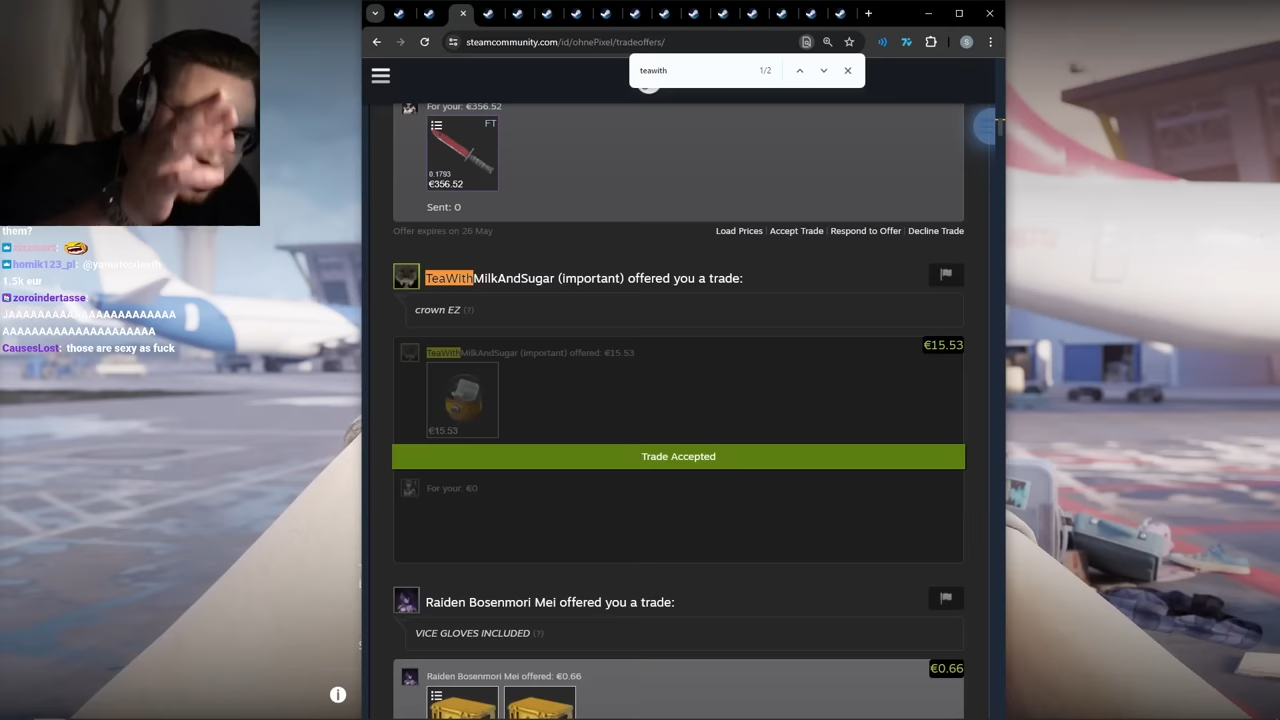 steamcommunity.com/id/ohnePixel/tradeoffers/
S
teawith
1/2
For your: €356.52
FT
0.1793
€356.52
Sent: 0
Offer expires on 26 May
Load Prices | Accept Trade | Respond to Offer | Decline Trade
TeaWithMilkAndSugar (important) offered you a trade:
crown EZ (?)
€15.53
TeaWithMilkAndSugar (important) offered: €15.53
€15.53
Trade Accepted
For your: €0
Raiden Bosenmori Mei offered you a trade:
VICE GLOVES INCLUDED (?)
€0.66
Raiden Bosenmori Mei offered: €0.66
them?
1.5k eur
zoroindertasse:
JAAAAAAAAAAAAAAAAAAAAAAA
AAAAAAAAAAAAAAAAAAAAA
CausesLost: those are sexy as fuck